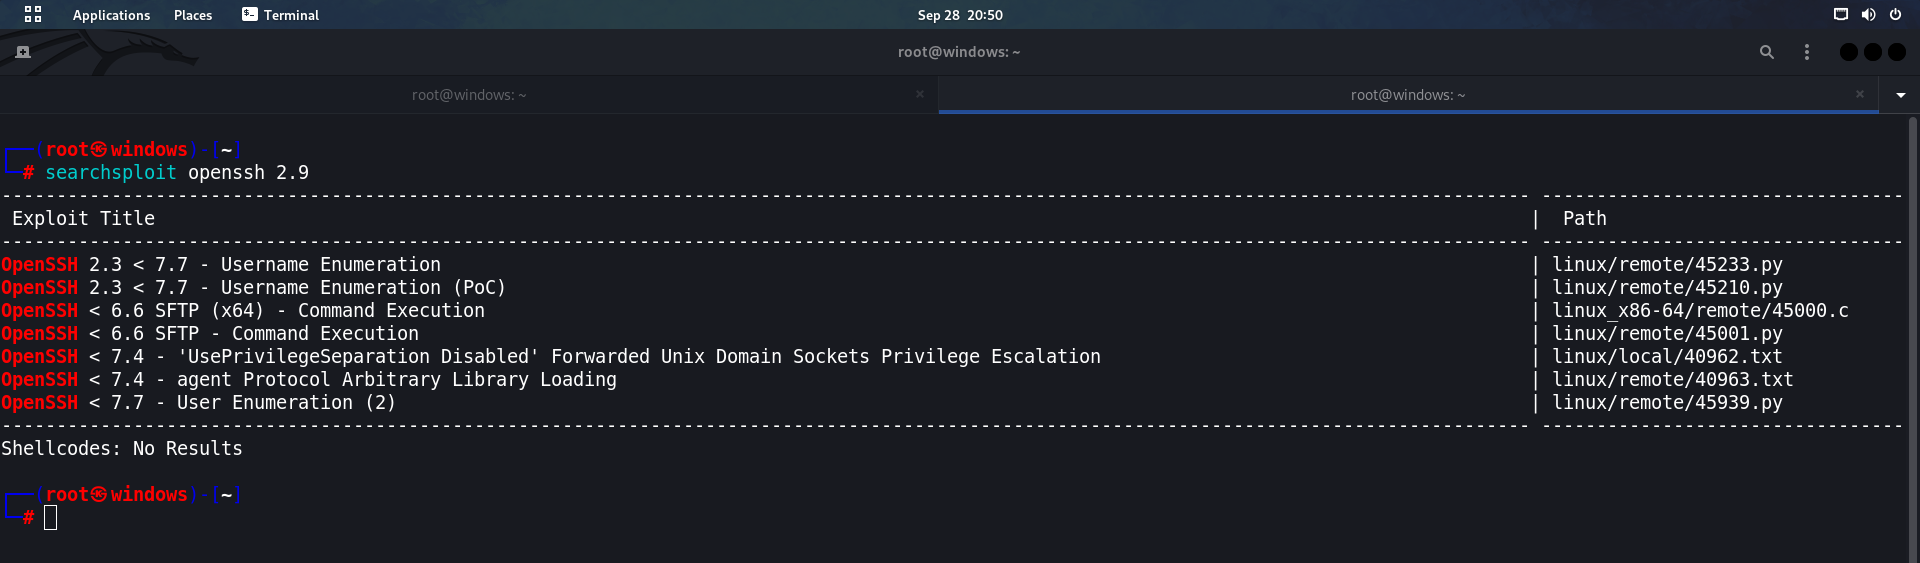 Applications Places Terminal Sep 28 20:50
root@windows: ~
root@windows: ~ × root@windows: ~ ×
┌──(root㉿windows)-[~]
└─# searchsploit openssh 2.9
---------------------------------------------------------------------------------------------------------------------------------------- ---------------------------------
Exploit Title | Path
---------------------------------------------------------------------------------------------------------------------------------------- ---------------------------------
OpenSSH 2.3 < 7.7 - Username Enumeration | linux/remote/45233.py
OpenSSH 2.3 < 7.7 - Username Enumeration (PoC) | linux/remote/45210.py
OpenSSH < 6.6 SFTP (x64) - Command Execution | linux_x86-64/remote/45000.c
OpenSSH < 6.6 SFTP - Command Execution | linux/remote/45001.py
OpenSSH < 7.4 - 'UsePrivilegeSeparation Disabled' Forwarded Unix Domain Sockets Privilege Escalation | linux/local/40962.txt
OpenSSH < 7.4 - agent Protocol Arbitrary Library Loading | linux/remote/40963.txt
OpenSSH < 7.7 - User Enumeration (2) | linux/remote/45939.py
---------------------------------------------------------------------------------------------------------------------------------------- ---------------------------------
Shellcodes: No Results
┌──(root㉿windows)-[~]
└─#